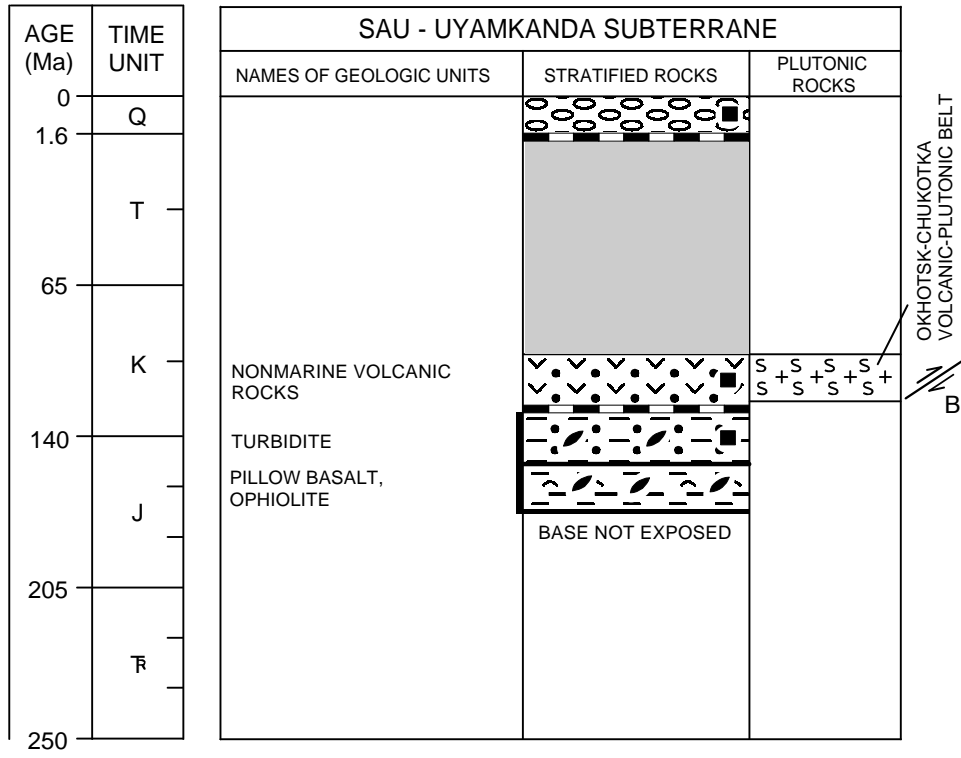 AGE
(Ma)
TIME
UNIT
SAU - UYAMKANDA SUBTERRANE
NAMES OF GEOLOGIC UNITS
STRATIFIED ROCKS
PLUTONIC
ROCKS
0
Q
1.6
T
65
K
140
J
205
TR
250
NONMARINE VOLCANIC
ROCKS
TURBIDITE
PILLOW BASALT,
OPHIOLITE
BASE NOT EXPOSED
S S S S
+ + + +
S S S S
OKHOTSK-CHUKOTKA
VOLCANIC-PLUTONIC BELT
B